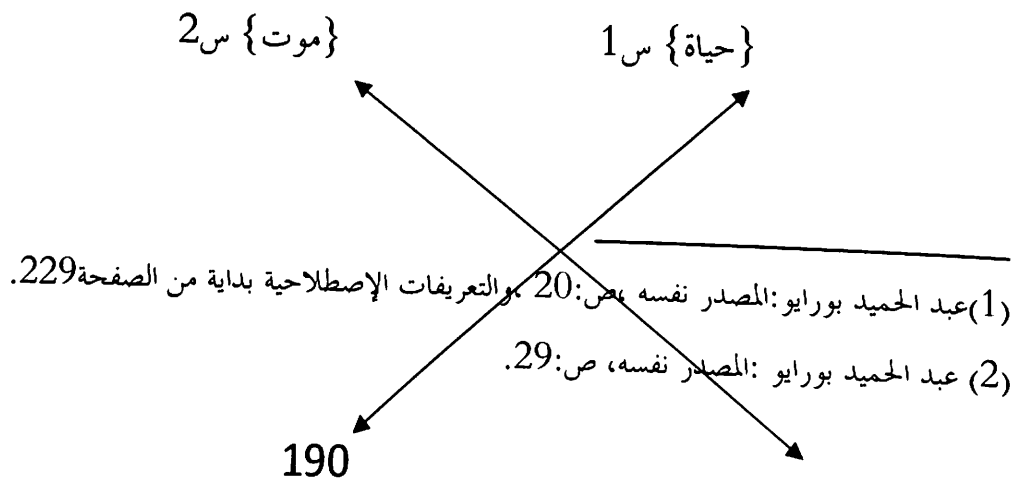 {حياة} س1
{موت} س2
(1)عبد الحميد بورايو:المصدر نفسه ،ص:20 ،والتعريفات الإصطلاحية بداية من الصفحة229.
(2) عبد الحميد بورايو :المصدر نفسه، ص:29.
190